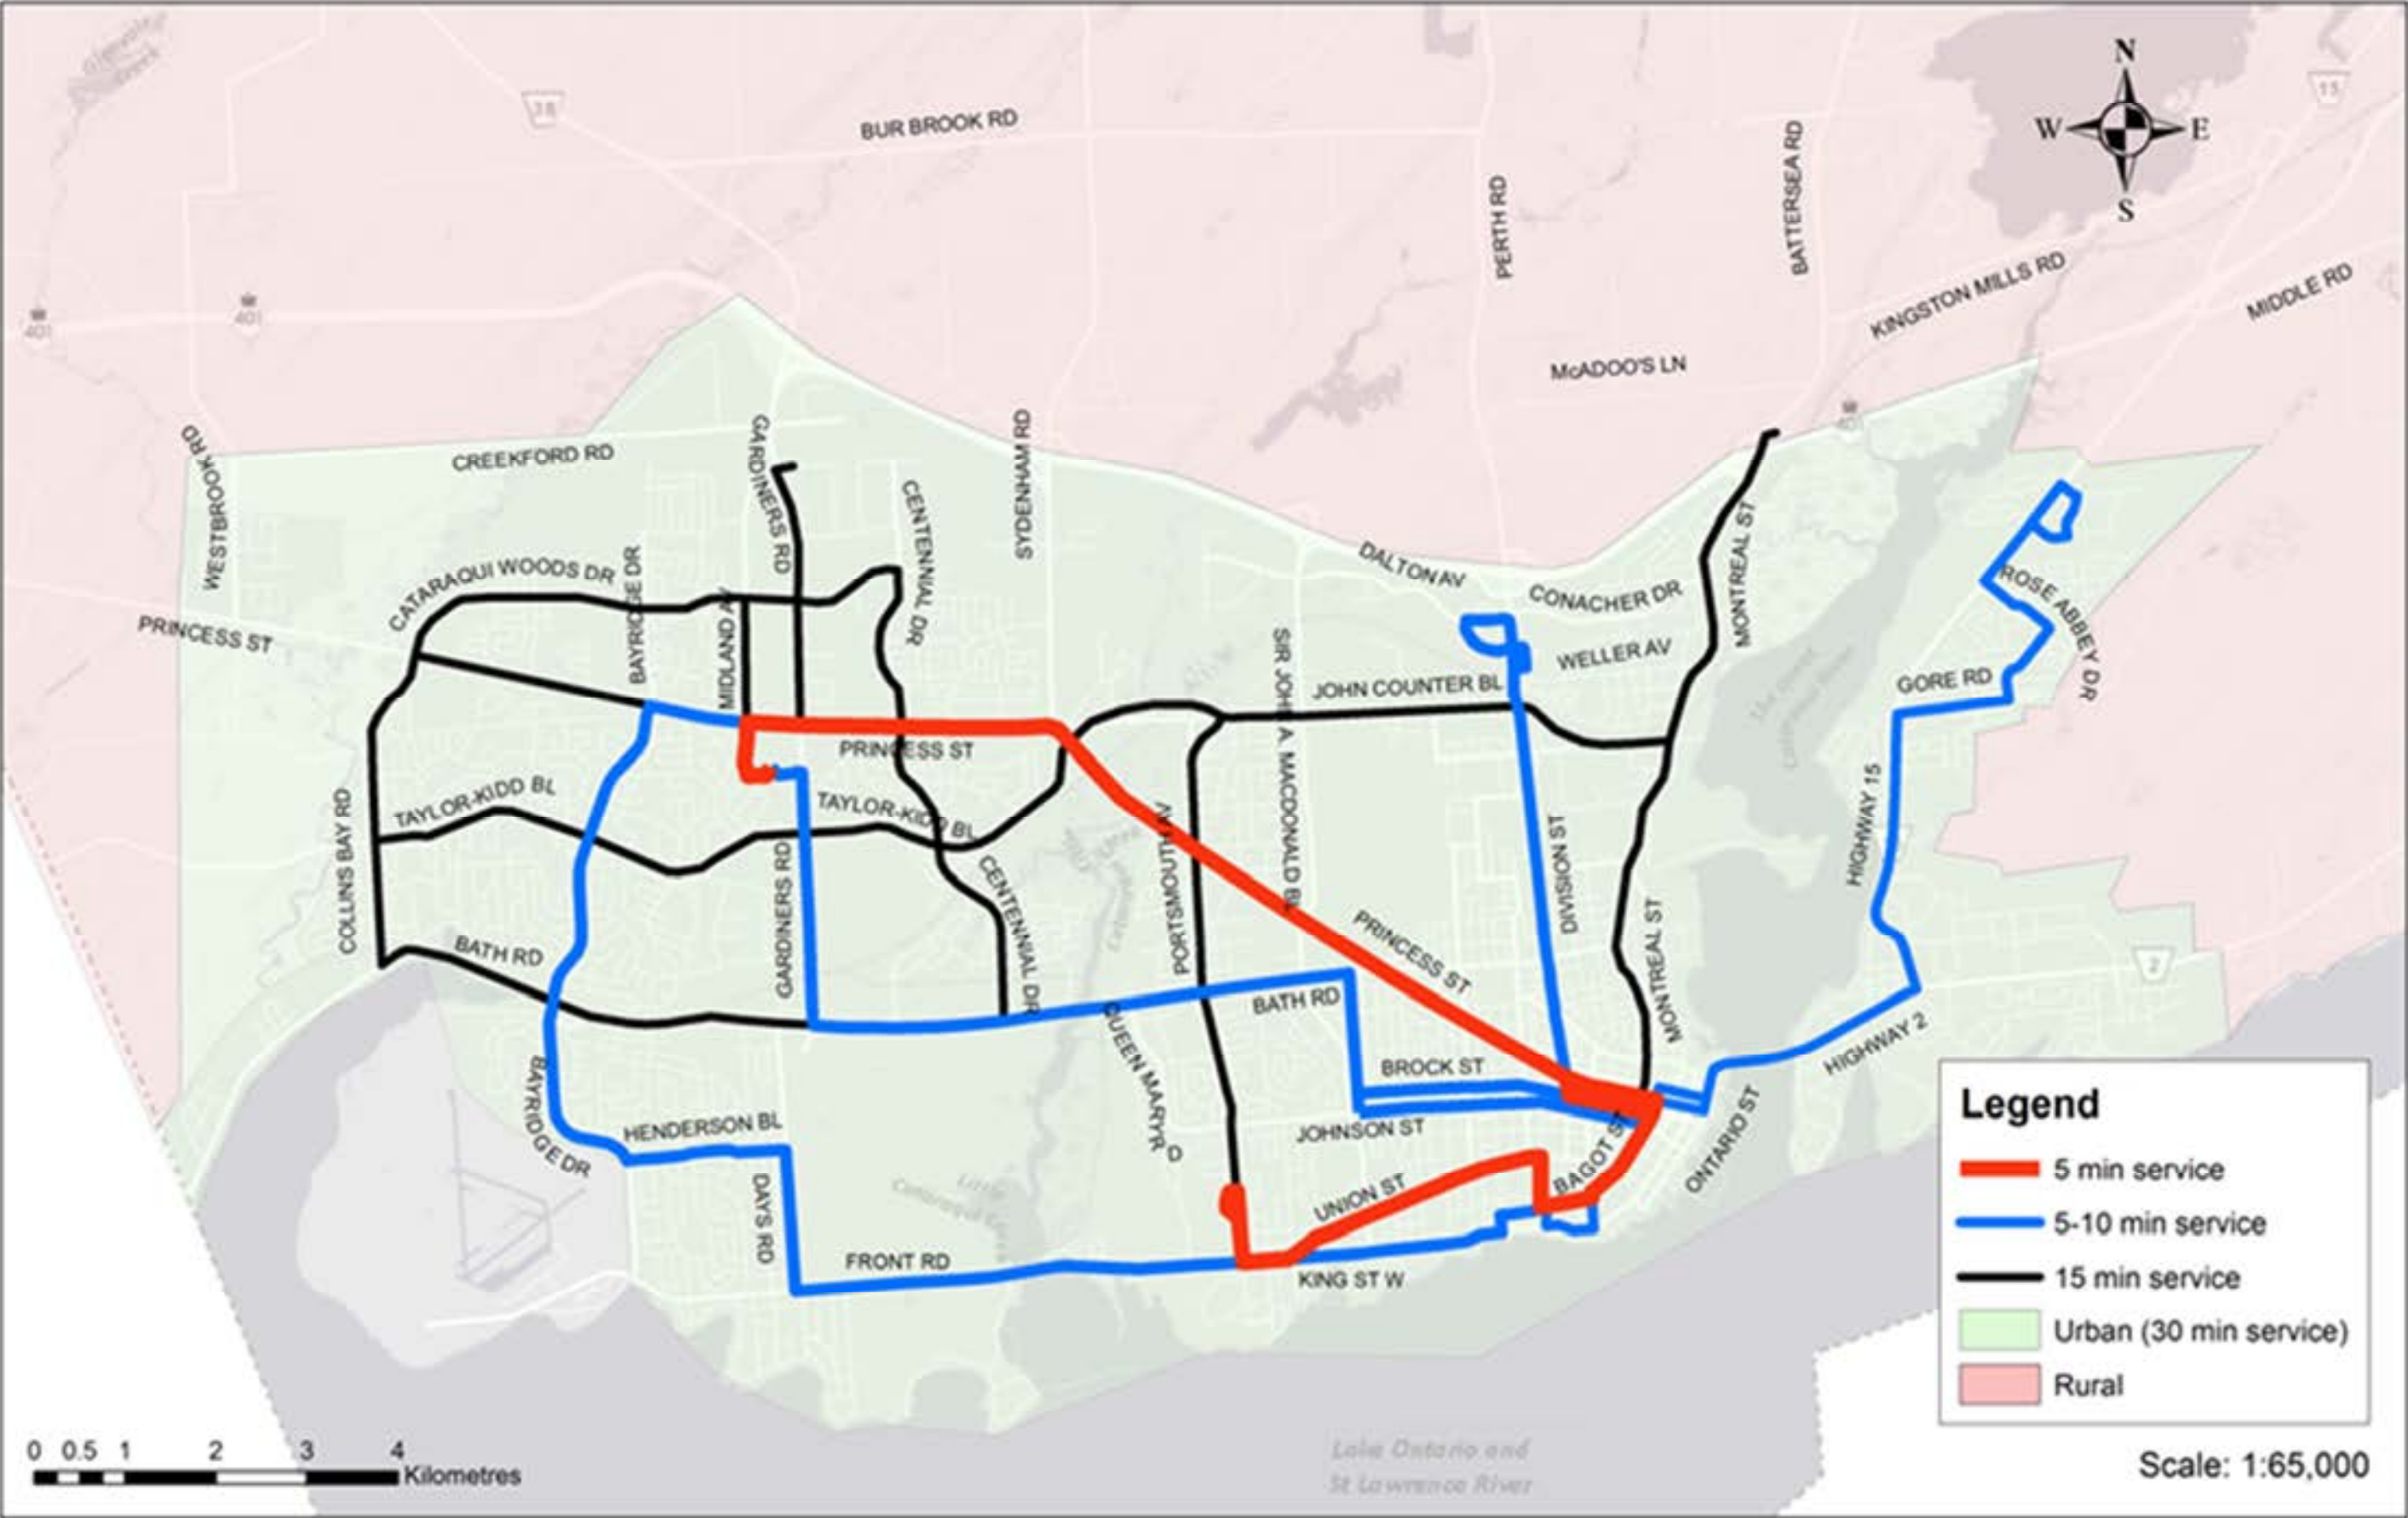 N
W
E
S
38
15
BUR BROOK RD
PERTH RD
BATTERSEA RD
KINGSTON MILLS RD
MIDDLE RD
401
401
McADOO'S LN
WESTBROOK RD
CREEKFORD RD
GARDINERS RD
SYDENHAM RD
CENTENNIAL DR
DALTON AV
CONACHER DR
MONTREAL ST
ROSE ABBEY DR
CATARAQUI WOODS DR
BAYRIDGE DR
MIDLAND AV
PRINCESS ST
SIR JOHN A. MACDONALD BL
WELLER AV
JOHN COUNTER BL
GORE RD
PRINCESS ST
TAYLOR-KIDD BL
TAYLOR-KIDD BL
COLLINS BAY RD
GARDINERS RD
CENTENNIAL DR
PORTSMOUTH AV
DIVISION ST
HIGHWAY 15
PRINCESS ST
MONTREAL ST
BATH RD
BATH RD
2
QUEEN MARY RD
HIGHWAY 2
BROCK ST
BAYRIDGE DR
HENDERSON BL
JOHNSON ST
BAGOT ST
ONTARIO ST
DAYS RD
UNION ST
FRONT RD
KING ST W
Legend
5 min service
5-10 min service
15 min service
Urban (30 min service)
Rural
0 0.5 1 2 3 4
Kilometres
Lake Ontario and
St Lawrence River
Scale: 1:65,000